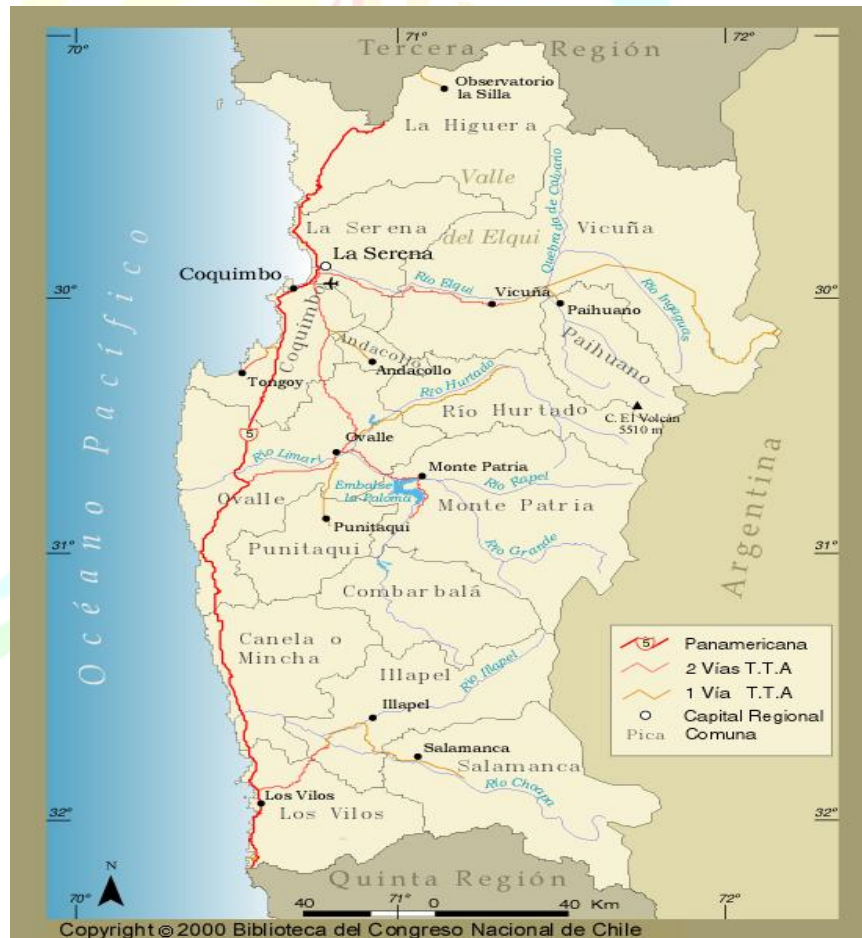 70°
71°
72°
Tercera Región
Observatorio
la Silla
La Higuera
Valle
del Elqui
Quebrada de Calvario
Vicuña
La Serena
La Serena
Coquimbo
Coquimbo
Río Elqui
Vicuña
Paihuano
Paihuano
Río Ingaguás
30°
30°
Andacollo
Andacollo
Tongoy
Río Hurtado
Río Hurtado
C. El Volcán
5510 m
5
Ovalle
Río Limarí
Ovalle
Monte Patria
Embalse
la Paloma
Río Rapel
Monte Patria
Punitaqui
Punitaqui
Río Grande
31°
31°
Océano Pacífico
Argentina
Combarbalá
Canela o
Mincha
Illapel
Río Illapel
Illapel
Salamanca
Salamanca
Río Choapa
Los Vilos
Los Vilos
32°
32°
5 Panamericana
2 Vías T.T.A
1 Vía T.T.A
Capital Regional
Pica Comuna
Quinta Región
N
70°
71°
72°
40 0 40 Km
Copyright © 2000 Biblioteca del Congreso Nacional de Chile